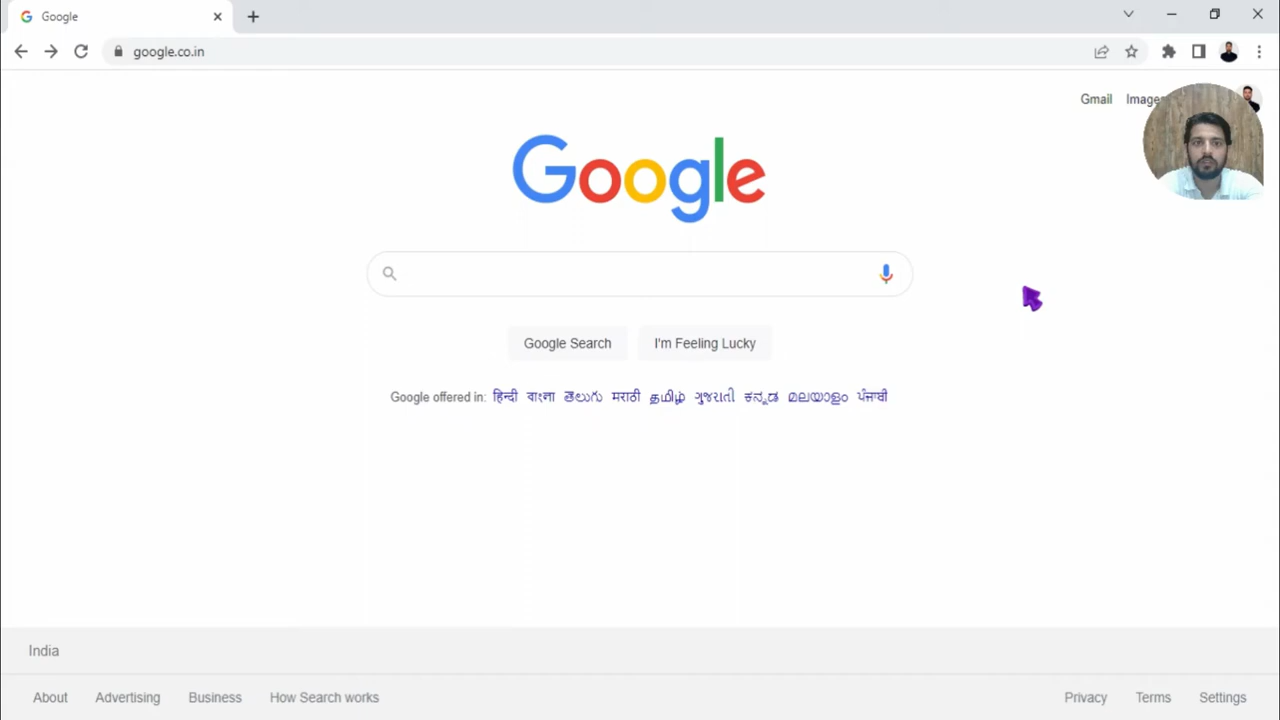 Google
google.co.in
Gmail
Google
Google Search I'm Feeling Lucky
Google offered in: हिन्दी বাংলা తెలుగు मराठी தமிழ் ગુજરાતી ಕನ್ನಡ മലയാളം ਪੰਜਾਬੀ
India
About Advertising Business How Search works Privacy Terms Settings